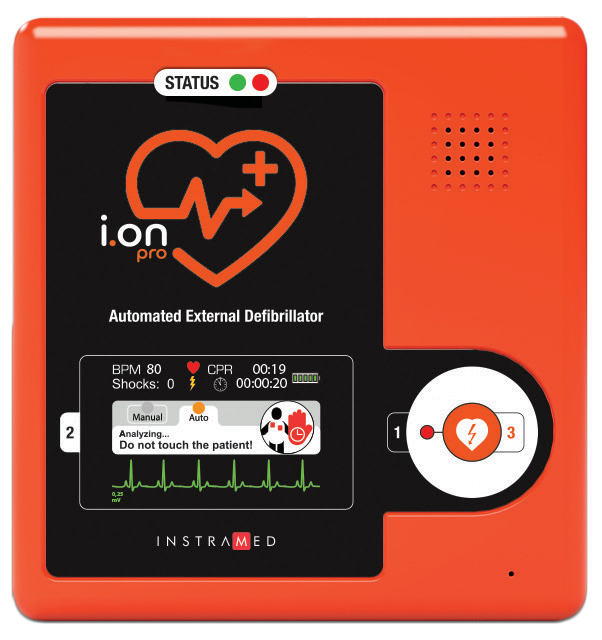 STATUS
i.on
pro
Automated External Defibrillator
BPM 80 CPR 00:19
Shocks: 0 00:00:20
Manual Auto
Analyzing...
Do not touch the patient!
2
1
3
0,25
mV
INSTRAMED